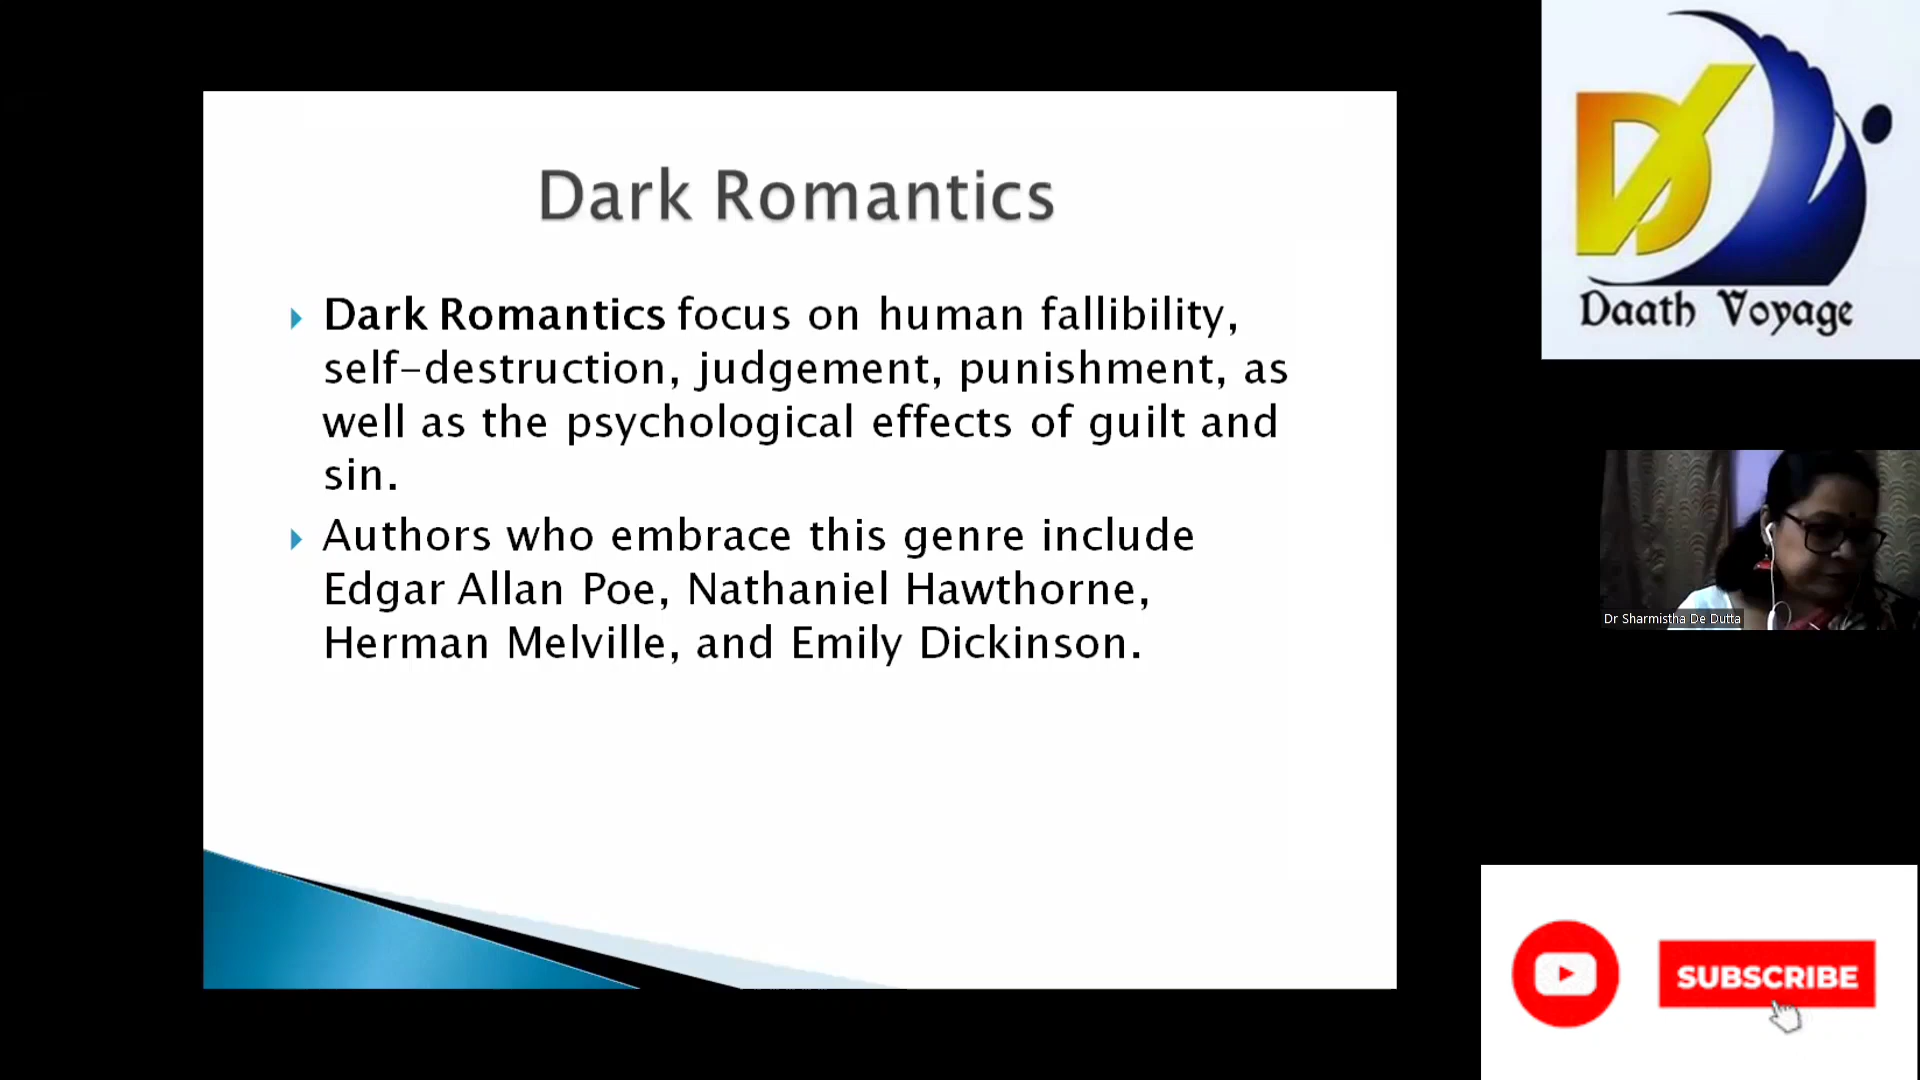 Dark Romantics
Dark Romantics focus on human fallibility,
self-destruction, judgement, punishment, as
well as the psychological effects of guilt and
sin.
Authors who embrace this genre include
Edgar Allan Poe, Nathaniel Hawthorne,
Herman Melville, and Emily Dickinson.
D
Daath Voyage
Dr Sharmistha De Dutta
SUBSCRIBE